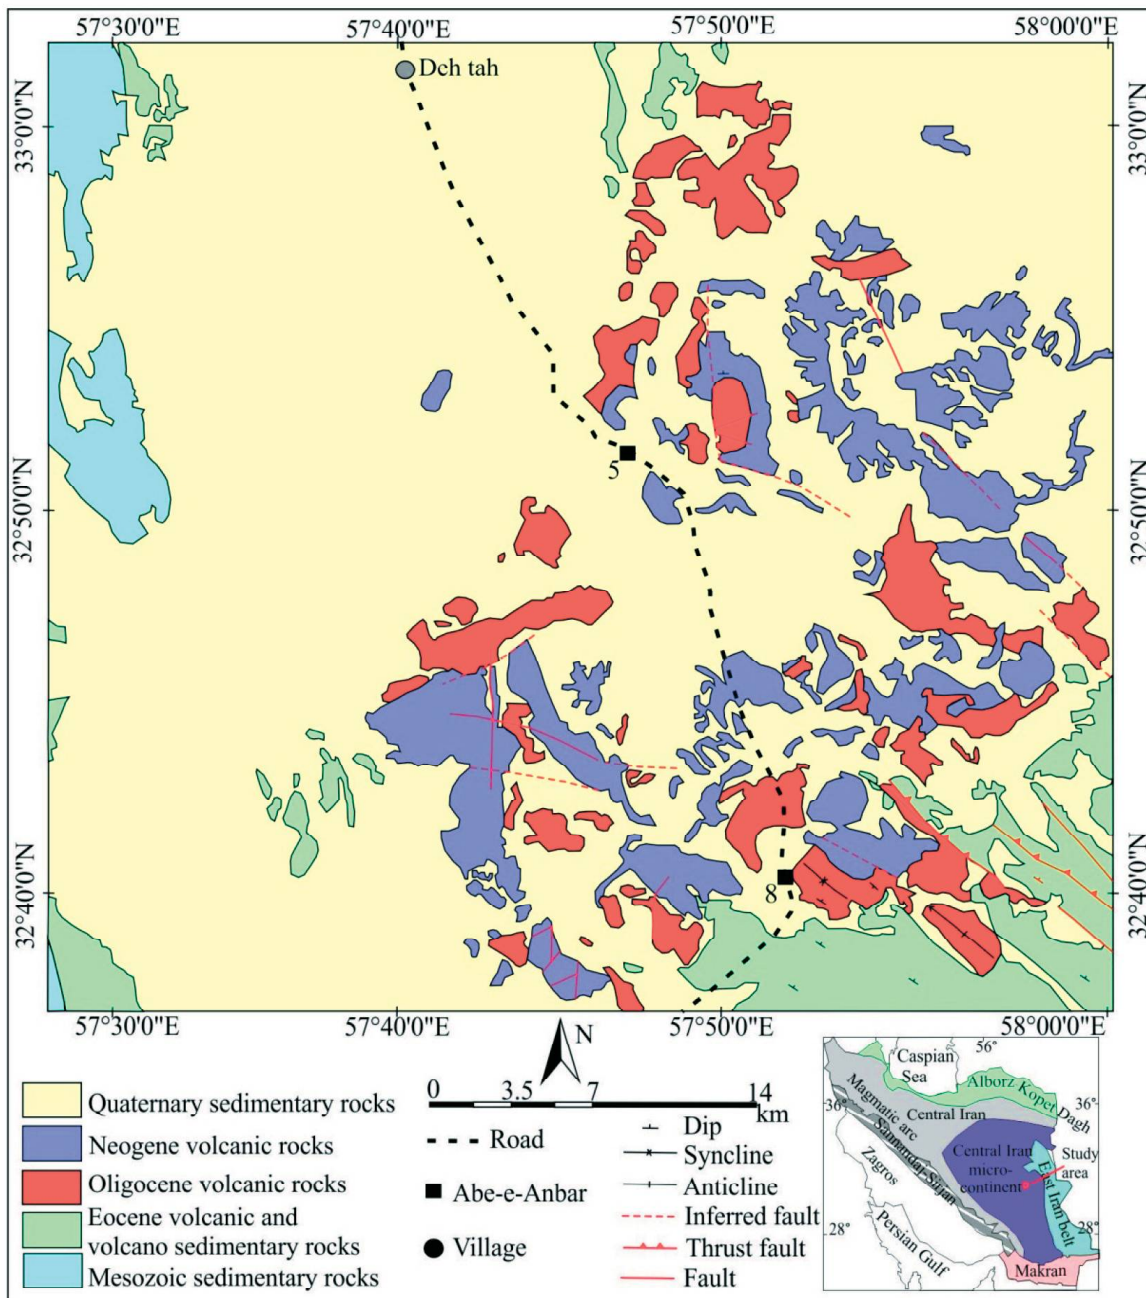 57°30'0"E
57°40'0"E
57°50'0"E
58°00'0"E
Deh tah
33°0'0"N
33°0'0"N
5
32°50'0"N
32°50'0"N
8
32°40'0"N
32°40'0"N
57°30'0"E
57°40'0"E
57°50'0"E
58°00'0"E
N
Quaternary sedimentary rocks
Neogene volcanic rocks
Oligocene volcanic rocks
Eocene volcanic and
volcano sedimentary rocks
Mesozoic sedimentary rocks
0 3.5 7 14
km
Road
Abe-e-Anbar
Village
Dip
Syncline
Anticline
Inferred fault
Thrust fault
Fault
56°
Caspian
Sea
Alborz Kopet Dagh
36°
36°
Magmatic arc
Central Iran
Sanandaj-Sirjan
Zagros
Central Iran
micro-
continent
Study
area
East Iran belt
28°
28°
Persian Gulf
Makran